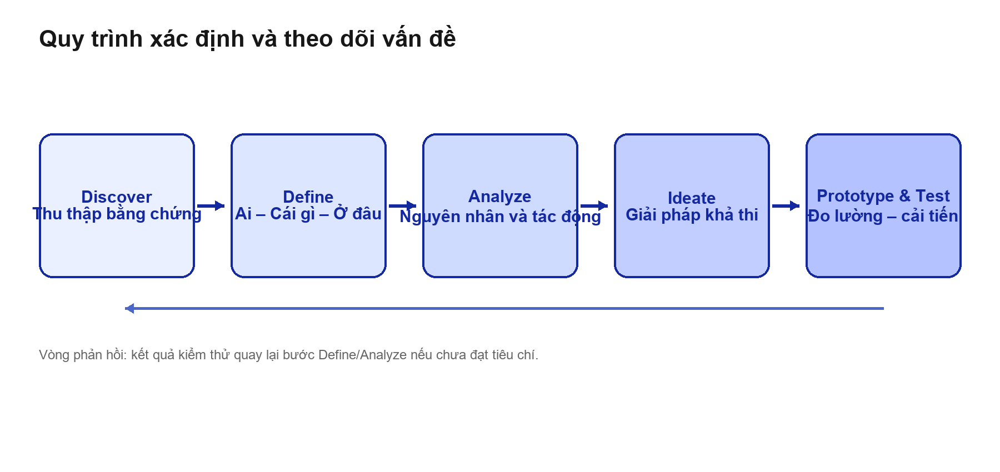 Quy trình xác định và theo dõi vấn đề
Discover
Thu thập bằng chứng
Define
Ai – Cái gì – Ở đâu
Analyze
Nguyên nhân và tác động
Ideate
Giải pháp khả thi
Prototype & Test
Đo lường – cải tiến
Vòng phản hồi: kết quả kiểm thử quay lại bước Define/Analyze nếu chưa đạt tiêu chí.